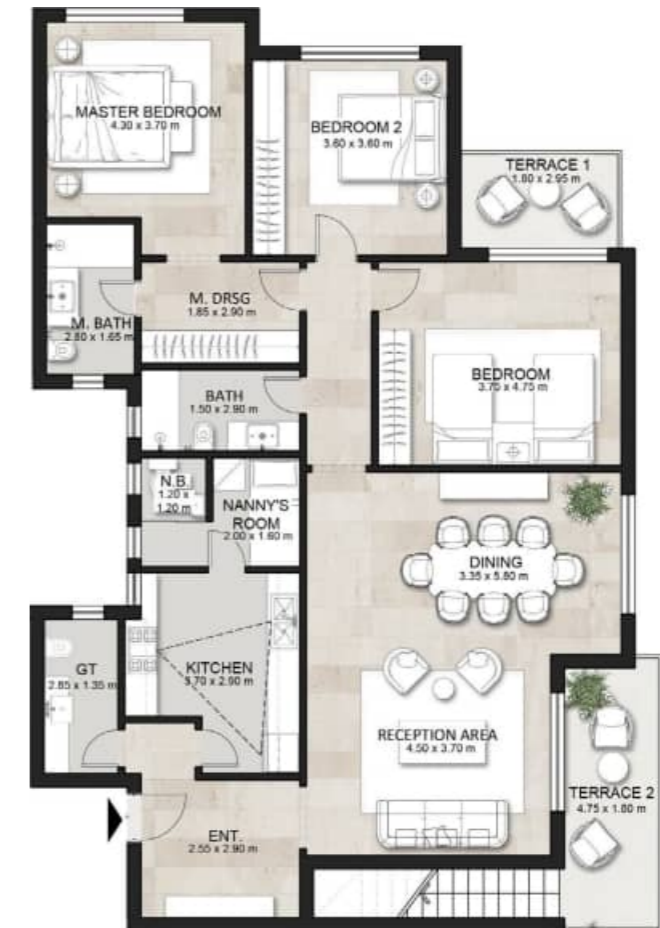 MASTER BEDROOM
4.30 x 3.70 m
BEDROOM 2
3.60 x 3.60 m
TERRACE 1
1.80 x 2.95 m
M. DRSG
1.85 x 2.90 m
M. BATH
2.80 x 1.65 m
BEDROOM
3.75 x 4.75 m
BATH
1.50 x 2.90 m
N.B.
1.20 x
1.20 m
NANNY'S
ROOM
2.00 x 1.60 m
DINING
3.35 x 5.80 m
GT
2.85 x 1.35 m
KITCHEN
3.70 x 2.90 m
RECEPTION AREA
4.50 x 3.70 m
TERRACE 2
4.75 x 1.60 m
ENT.
2.55 x 2.90 m